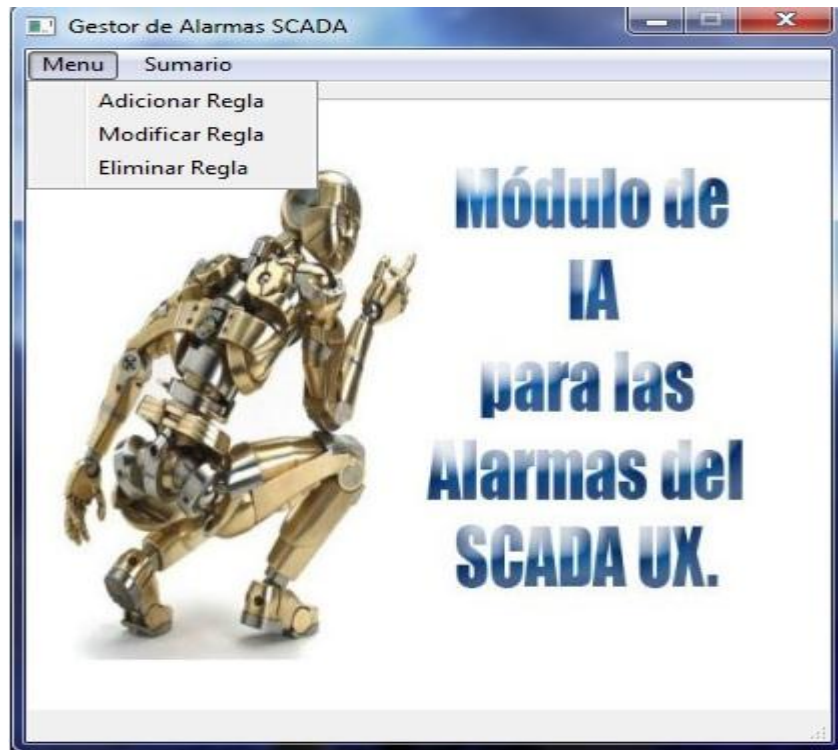 Gestor de Alarmas SCADA
Menu Sumario
Adicionar Regla
Modificar Regla
Eliminar Regla
Módulo de
IA
para las
Alarmas del
SCADA UX.